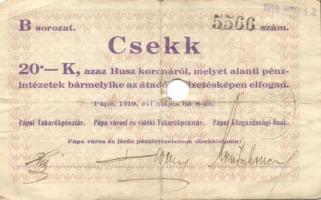 B sorozat. 5566 szám.
Csekk
20·— K, azaz Husz koronáról, melyet alanti pénz-
intézetek bármelyike az átadó fizetésképen elfogad.
Pápa, 1919. évi május hó 8-án.
Pápai Takarékpénztár. Pápa városi és vidéki Takarékpénztár. Pápai Közgazdasági Bank.
Pápa város és járás pénzintézeteinek direktóriuma: